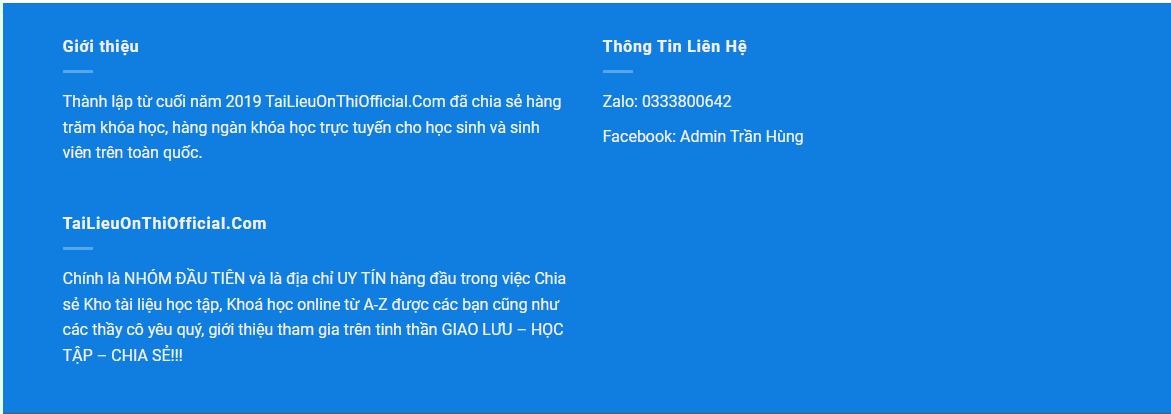 Giới thiệu
Thành lập từ cuối năm 2019 TaiLieuOnThiOfficial.Com đã chia sẻ hàng
trăm khóa học, hàng ngàn khóa học trực tuyến cho học sinh và sinh
viên trên toàn quốc.
TaiLieuOnThiOfficial.Com
Chính là NHÓM ĐẦU TIÊN và là địa chỉ UY TÍN hàng đầu trong việc Chia
sẻ Kho tài liệu học tập, Khoá học online từ A-Z được các bạn cũng như
các thầy cô yêu quý, giới thiệu tham gia trên tinh thần GIAO LƯU – HỌC
TẬP – CHIA SẺ!!!
Thông Tin Liên Hệ
Zalo: 0333800642
Facebook: Admin Trần Hùng